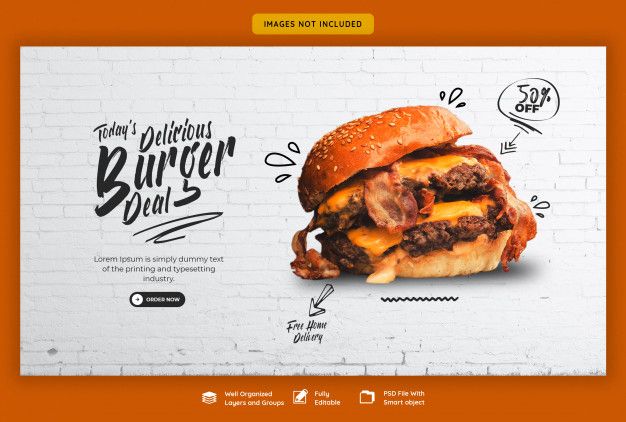 IMAGES NOT INCLUDED
50%
OFF
Today's Delicious
Burger
Deal
Lorem Ipsum is simply dummy text
of the printing and typesetting
industry.
ORDER NOW
Free Home
Delivery
Well Organized
Layers and Groups
Fully
Editable
PSD File With
Smart object